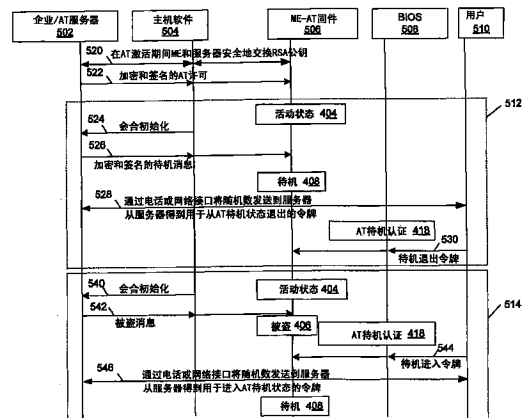 企业/AT服务器
502
主机软件
504
ME-AT固件
506
BIOS
508
用户
510
520
在AT激活期间ME和服务器安全地交换RSA公钥
522
加密和签名的AT许可
512
活动状态 404
524
会合初始化
526
加密和签名的待机消息
待机 408
528
通过电话或网络接口将随机数发送到服务器
从服务器得到用于从AT待机状态退出的令牌
AT待机认证 418
530
待机退出令牌
514
540
会合初始化
活动状态 404
542
被盗消息
被盗 406
AT待机认证 418
544
待机进入令牌
546
通过电话或网络接口将随机数发送到服务器
从服务器得到用于进入AT待机状态的令牌
待机 408